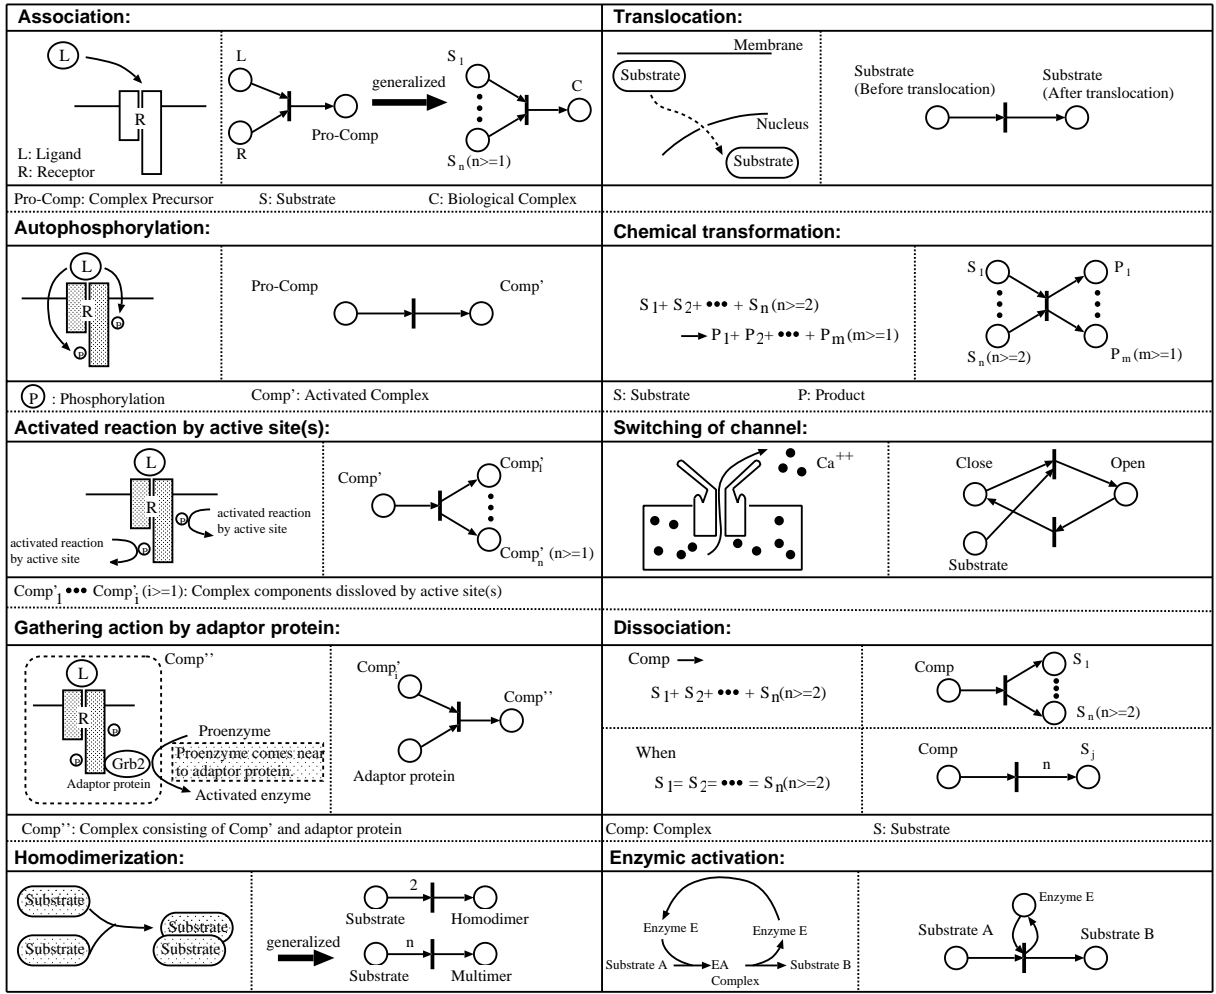 Association:
L
R
L: Ligand
R: Receptor
L
R
Pro-Comp
generalized
S1
Sn(n>=1)
C
Pro-Comp: Complex Precursor S: Substrate C: Biological Complex
Translocation:
Membrane
Substrate
Nucleus
Substrate
Substrate
(Before translocation)
Substrate
(After translocation)
Autophosphorylation:
L
R
P
P
Pro-Comp
Comp’
P : Phosphorylation Comp’: Activated Complex
Chemical transformation:
S1+ S2+ ••• + Sn(n>=2)
→ P1+ P2+ ••• + Pm(m>=1)
S1
Sn(n>=2)
P1
Pm(m>=1)
S: Substrate P: Product
Activated reaction by active site(s):
L
R
P
activated reaction
by active site
activated reaction
by active site
P
Comp’
Comp’i
Comp’n (n>=1)
Comp’1 ••• Comp’i (i>=1): Complex components dissloved by active site(s)
Switching of channel:
Ca++
Close
Open
Substrate
Gathering action by adaptor protein:
Comp’’
L
R
P
P
Grb2
Adaptor protein
Proenzyme
Proenzyme comes near
to adaptor protein.
Activated enzyme
Comp’i
Adaptor protein
Comp’’
Comp’’: Complex consisting of Comp’ and adaptor protein
Dissociation:
Comp →
S1+ S2+ ••• + Sn(n>=2)
Comp
S1
Sn(n>=2)
When
S1= S2= ••• = Sn(n>=2)
Comp
n
Sj
Comp: Complex S: Substrate
Homodimerization:
Substrate
Substrate
Substrate
Substrate
generalized
2
Substrate
Homodimer
n
Substrate
Multimer
Enzymic activation:
Enzyme E
Enzyme E
Substrate A
EA
Complex
Substrate B
Enzyme E
Substrate A
Substrate B